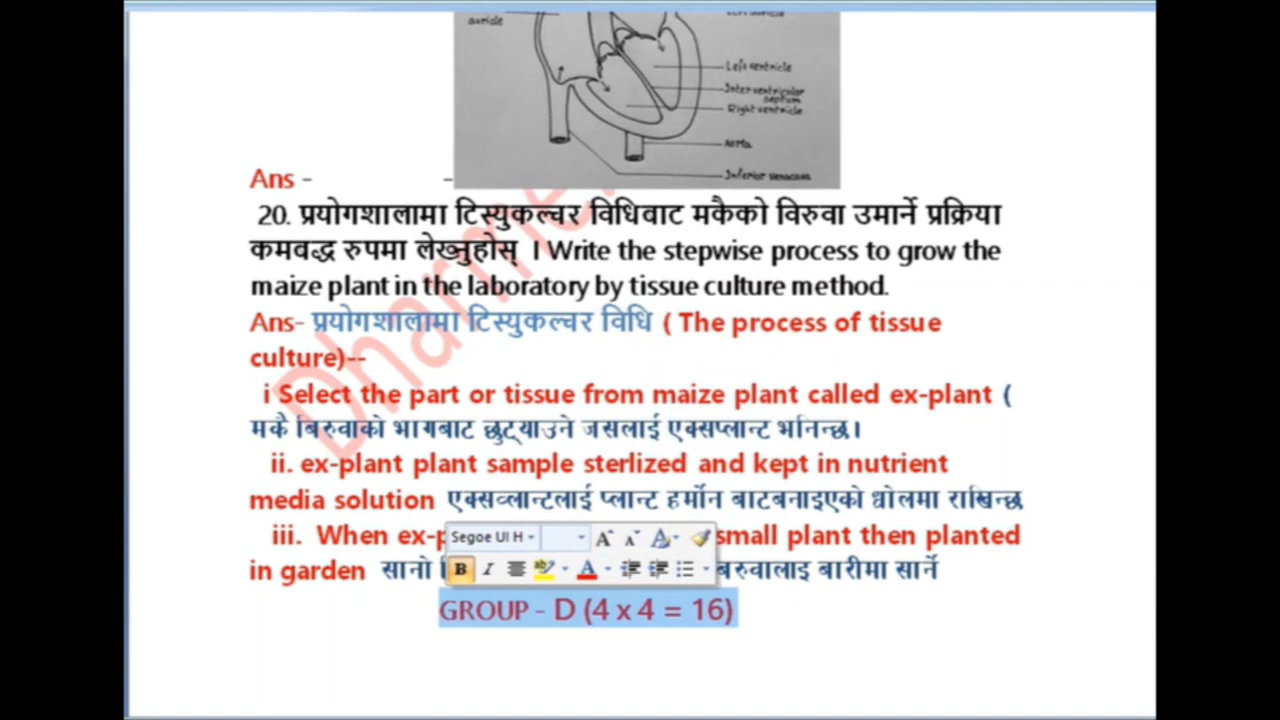 auricle
Left ventricle
Interventricular
septum
Right ventricle
Aorta
Inferior venacava
Ans - -
20. प्रयोगशालामा टिस्युकल्चर विधिवाट मकैको विरुवा उमार्ने प्रक्रिया
कमवद्ध रुपमा लेख्नुहोस् । Write the stepwise process to grow the
maize plant in the laboratory by tissue culture method.
Ans- प्रयोगशालामा टिस्युकल्चर विधि ( The process of tissue
culture)--
i Select the part or tissue from maize plant called ex-plant (
मकै बिरुवाको भागबाट छुट्याउने जसलाई एक्सप्लान्ट भनिन्छ।
ii. ex-plant plant sample sterlized and kept in nutrient
media solution एक्सप्लान्टलाई प्लान्ट हर्मोन बाटबनाइएको घोलमा राखिन्छ
iii. When small plant then planted
in garden सानो बारीमा सार्ने
Segoe UI H
B I A
GROUP - D (4 x 4 = 16)